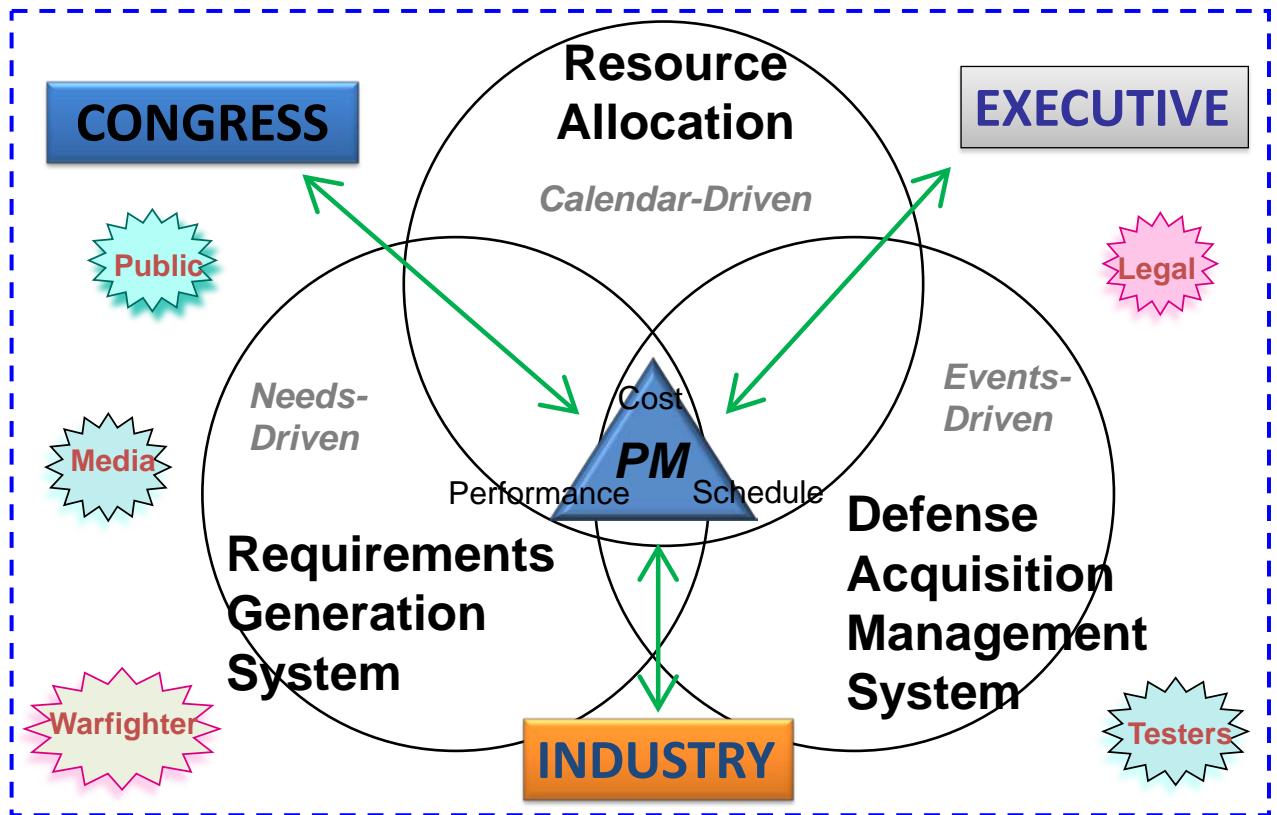 Resource
Allocation
CONGRESS
EXECUTIVE
Calendar-Driven
Public
Legal
Needs-
Driven
Events-
Driven
Cost
PM
Performance
Schedule
Media
Requirements
Generation
System
Defense
Acquisition
Management
System
Warfighter
INDUSTRY
Testers